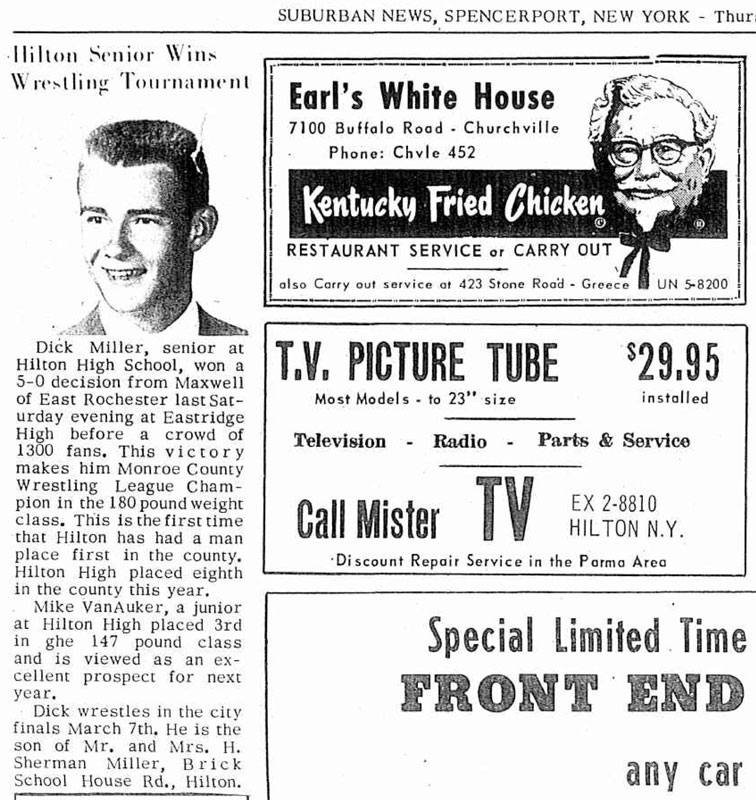 SUBURBAN NEWS, SPENCERPORT, NEW YORK - Thurs
Hilton Senior Wins
Wrestling Tournament
Dick Miller, senior at
Hilton High School, won a
5-0 decision from Maxwell
of East Rochester last Sat-
urday evening at Eastridge
High before a crowd of
1300 fans. This victory
makes him Monroe County
Wrestling League Cham-
pion in the 180 pound weight
class. This is the first time
that Hilton has had a man
place first in the county.
Hilton High placed eighth
in the county this year.
Mike VanAuker, a junior
at Hilton High placed 3rd
in ghe 147 pound class
and is viewed as an ex-
cellent prospect for next
year.
Dick wrestles in the city
finals March 7th. He is the
son of Mr. and Mrs. H.
Sherman Miller, Brick
School House Rd., Hilton.
Earl's White House
7100 Buffalo Road - Churchville
Phone: Chvle 452
Kentucky Fried Chicken
© ®
RESTAURANT SERVICE or CARRY OUT
also Carry out service at 423 Stone Road - Greece UN 5-8200
T.V. PICTURE TUBE $29.95
Most Models - to 23" size installed
Television - Radio - Parts & Service
Call Mister TV
EX 2-8810
HILTON N.Y.
Discount Repair Service in the Parma Area
Special Limited Time
FRONT END
any car